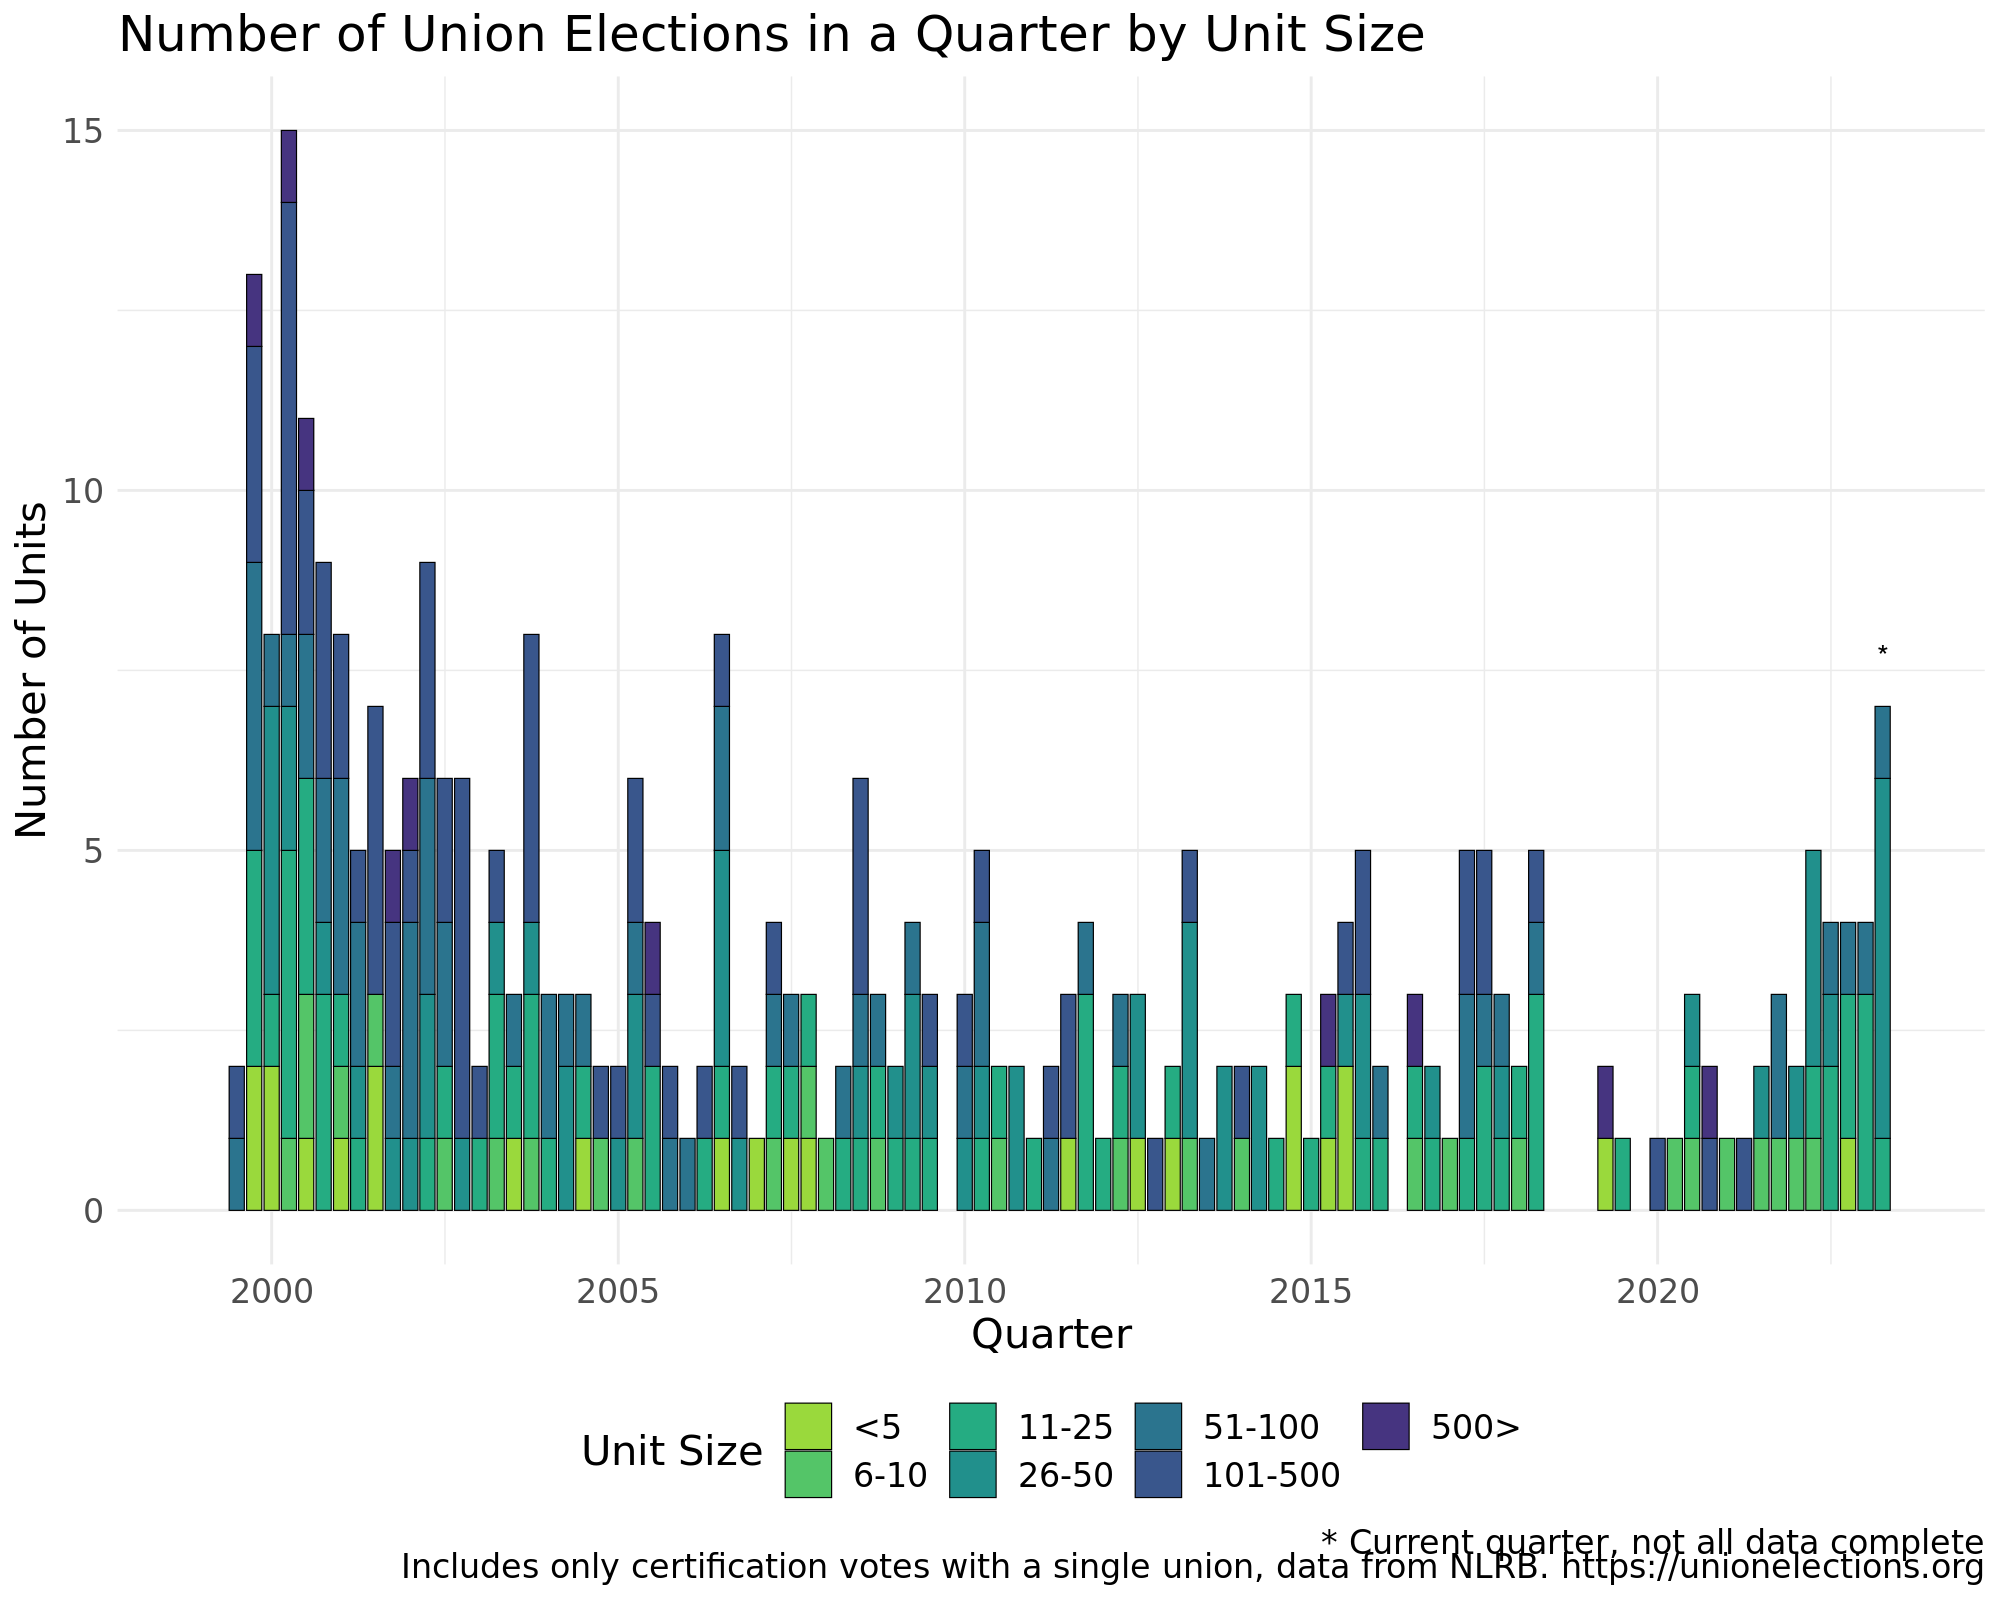 Number of Union Elections in a Quarter by Unit Size
Number of Units
15
10
5
0
*
2000 2005 2010 2015 2020
Quarter
Unit Size
<5 11-25 51-100 500>
6-10 26-50 101-500
* Current quarter, not all data complete
Includes only certification votes with a single union, data from NLRB. https://unionelections.org